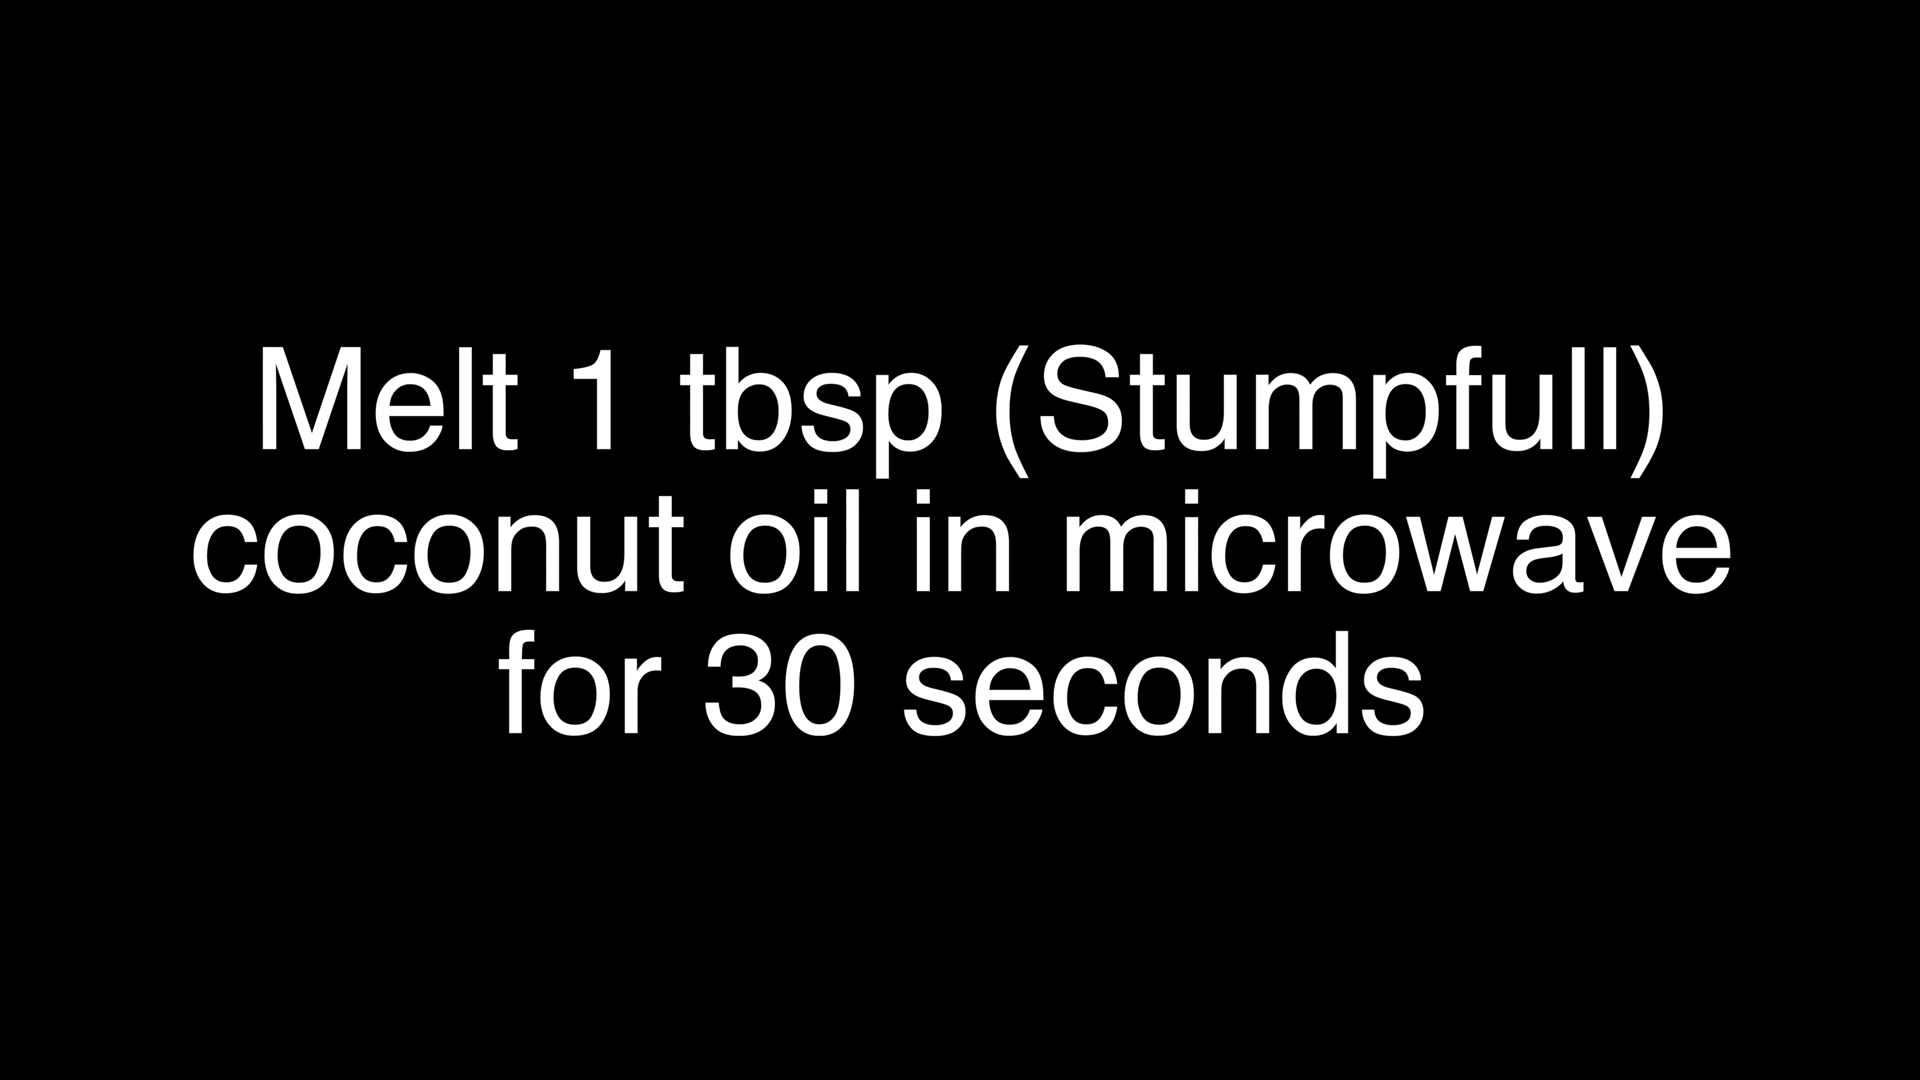 Melt 1 tbsp (Stumpfull)
coconut oil in microwave
for 30 seconds